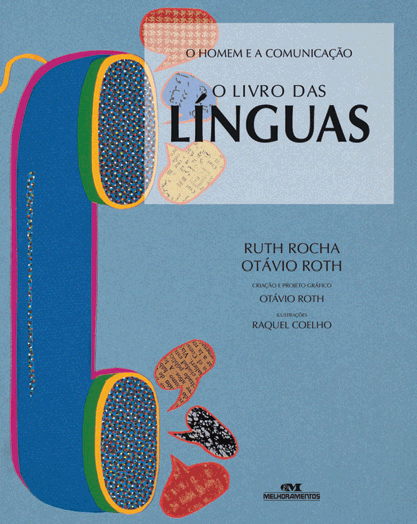 O HOMEM E A COMUNICAÇÃO
O LIVRO DAS
LÍNGUAS
RUTH ROCHA
OTÁVIO ROTH
CRIAÇÃO E PROJETO GRÁFICO
OTÁVIO ROTH
ILUSTRAÇÕES
RAQUEL COELHO
MELHORAMENTOS